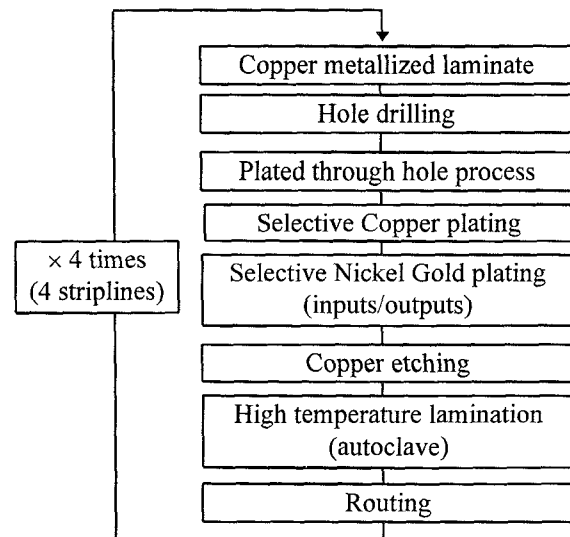 Copper metallized laminate
Hole drilling
Plated through hole process
Selective Copper plating
× 4 times
(4 striplines)
Selective Nickel Gold plating
(inputs/outputs)
Copper etching
High temperature lamination
(autoclave)
Routing